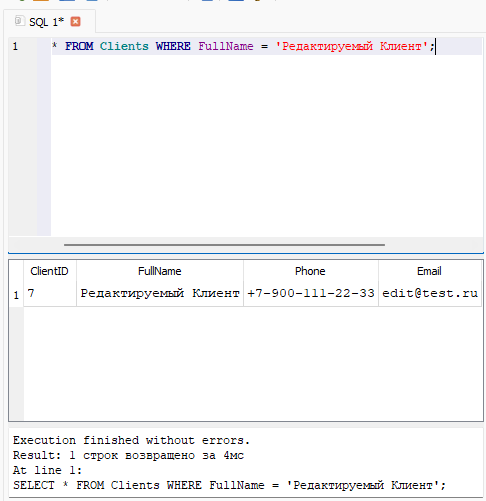 SQL 1*
1 * FROM Clients WHERE FullName = 'Редактируемый Клиент';
ClientID FullName Phone Email
1 7 Редактируемый Клиент +7-900-111-22-33 edit@test.ru
Execution finished without errors.
Result: 1 строк возвращено за 4мс
At line 1:
SELECT * FROM Clients WHERE FullName = 'Редактируемый Клиент';